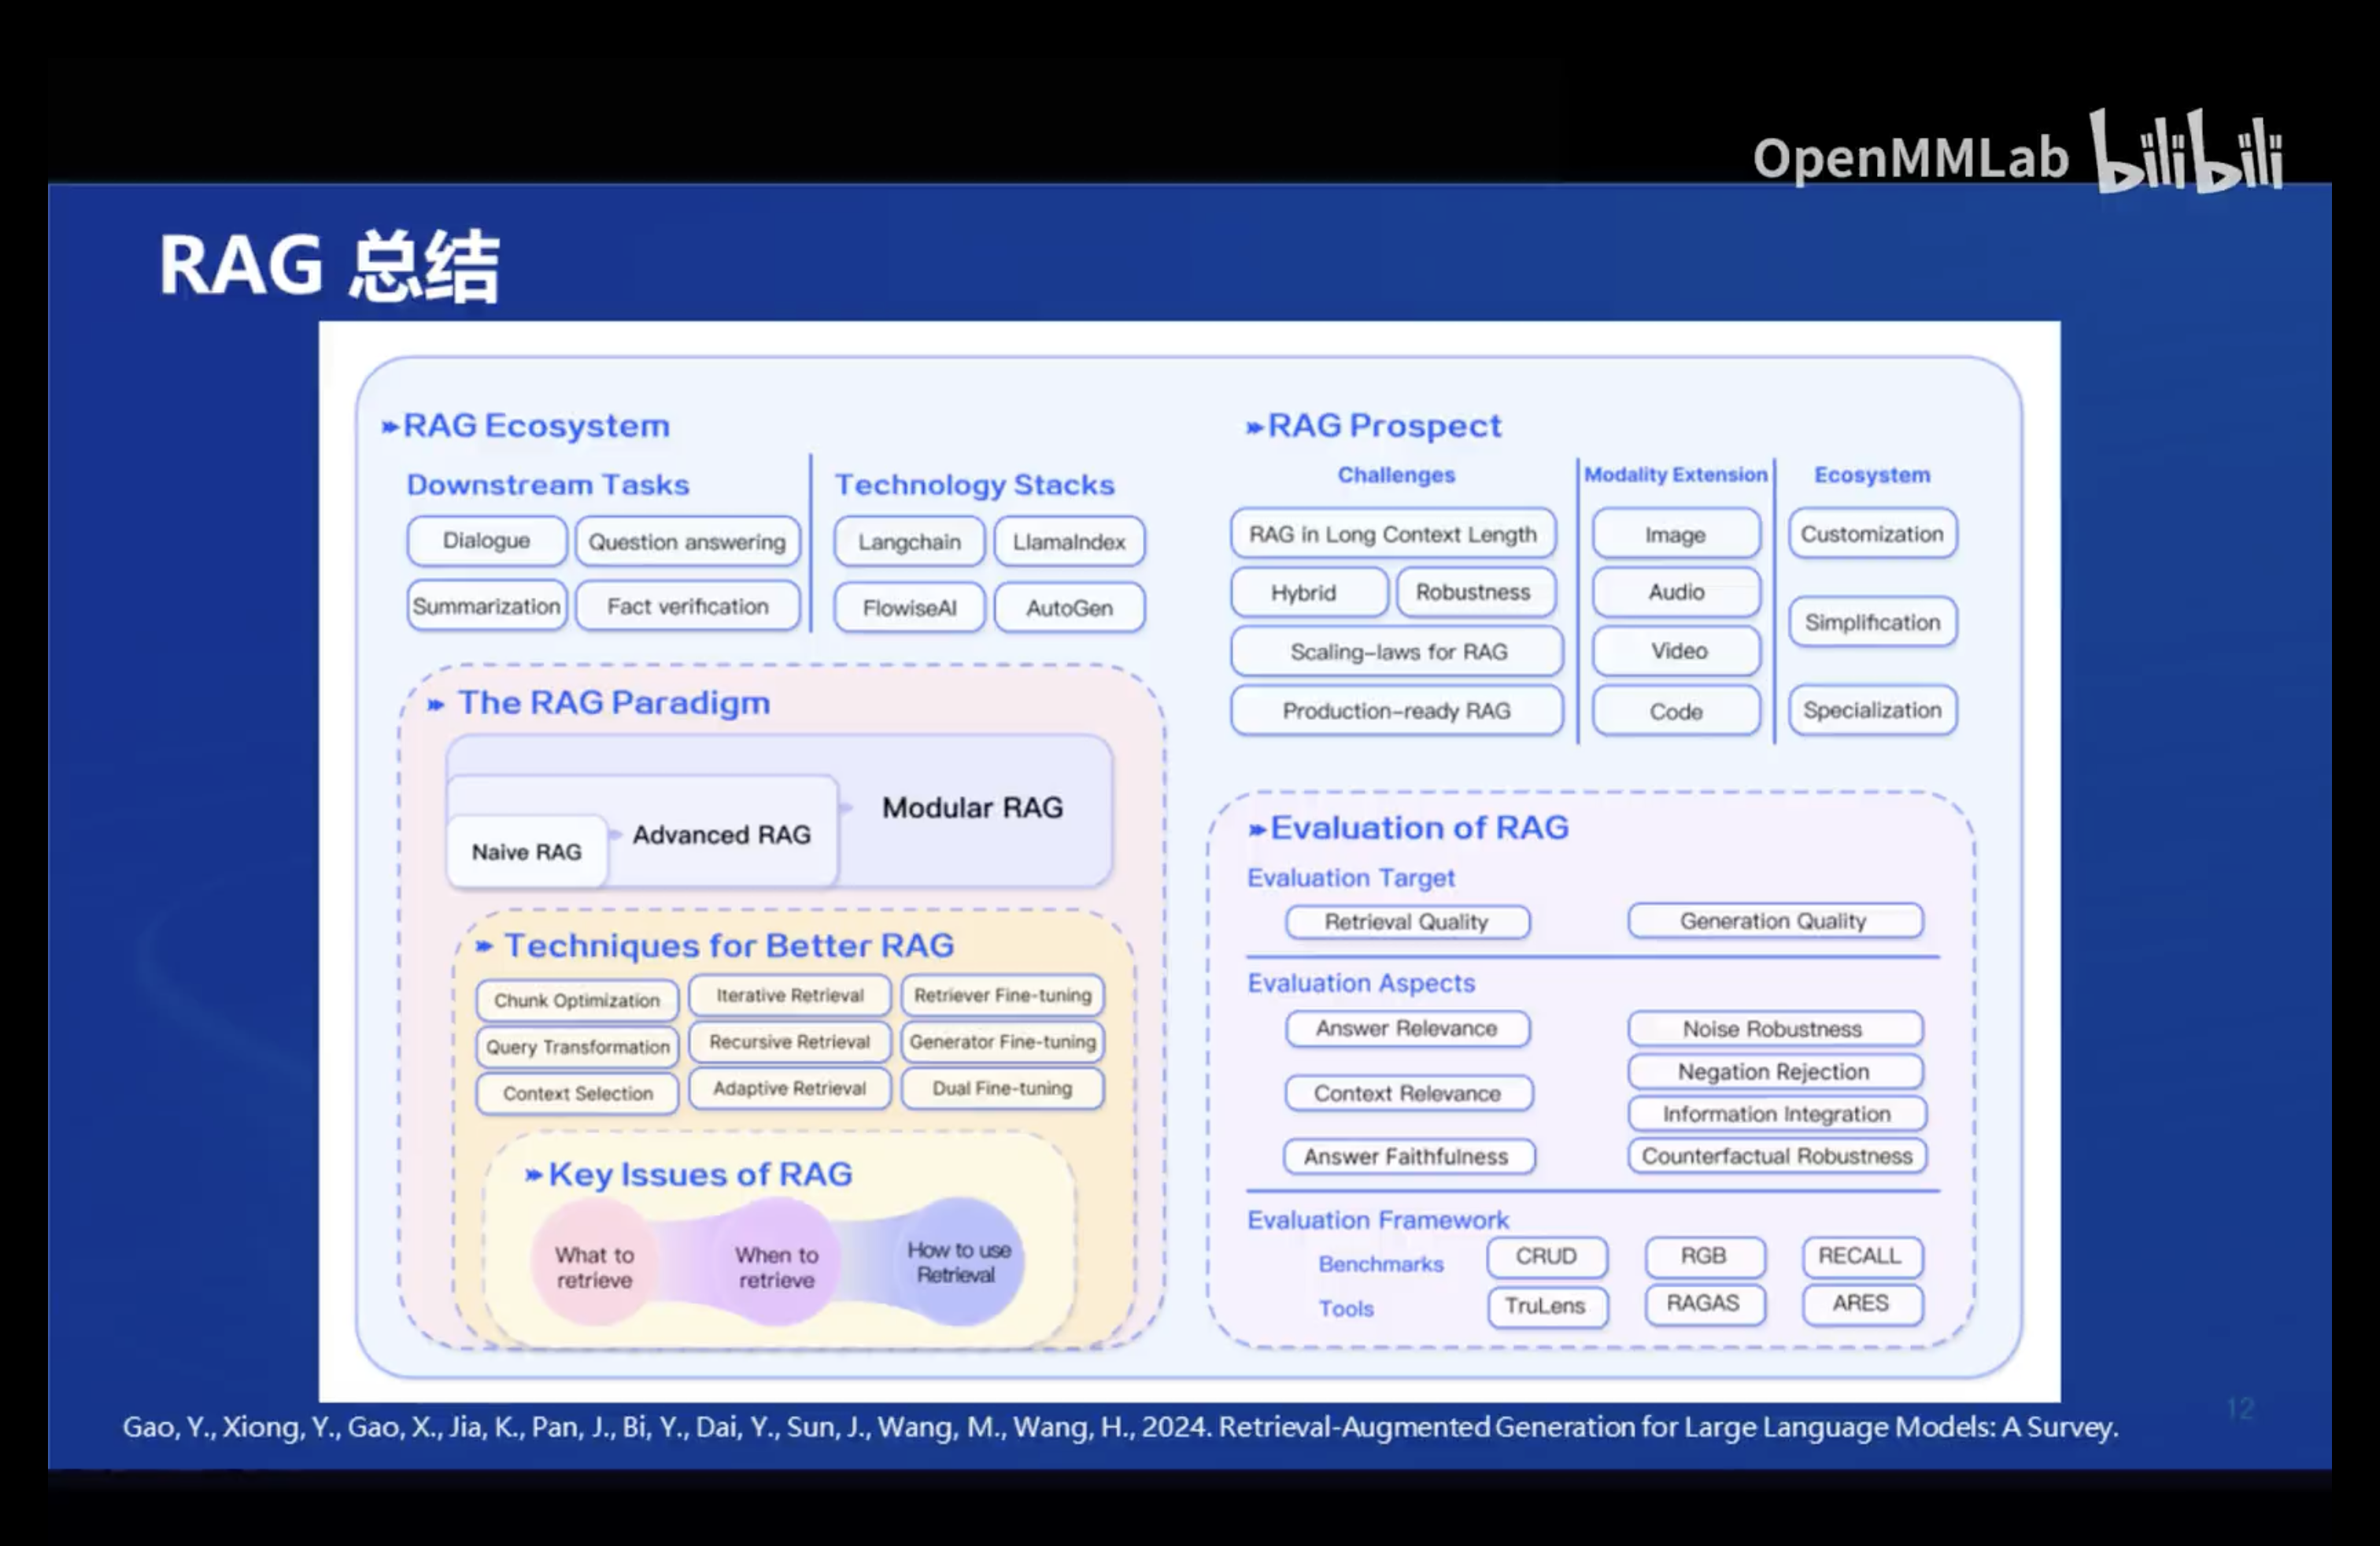 OpenMMLab bilibili
RAG 总结
RAG Ecosystem
Downstream Tasks
Dialogue
Question answering
Summarization
Fact verification
Technology Stacks
Langchain
LlamaIndex
FlowiseAI
AutoGen
The RAG Paradigm
Naive RAG
Advanced RAG
Modular RAG
Techniques for Better RAG
Chunk Optimization
Iterative Retrieval
Retriever Fine-tuning
Query Transformation
Recursive Retrieval
Generator Fine-tuning
Context Selection
Adaptive Retrieval
Dual Fine-tuning
Key Issues of RAG
What to
retrieve
When to
retrieve
How to use
Retrieval
RAG Prospect
Challenges
RAG in Long Context Length
Hybrid
Robustness
Scaling-laws for RAG
Production-ready RAG
Modality Extension
Image
Audio
Video
Code
Ecosystem
Customization
Simplification
Specialization
Evaluation of RAG
Evaluation Target
Retrieval Quality
Generation Quality
Evaluation Aspects
Answer Relevance
Context Relevance
Answer Faithfulness
Noise Robustness
Negation Rejection
Information Integration
Counterfactual Robustness
Evaluation Framework
Benchmarks
CRUD
RGB
RECALL
Tools
TruLens
RAGAS
ARES
Gao, Y., Xiong, Y., Gao, X., Jia, K., Pan, J., Bi, Y., Dai, Y., Sun, J., Wang, M., Wang, H., 2024. Retrieval-Augmented Generation for Large Language Models: A Survey.
12